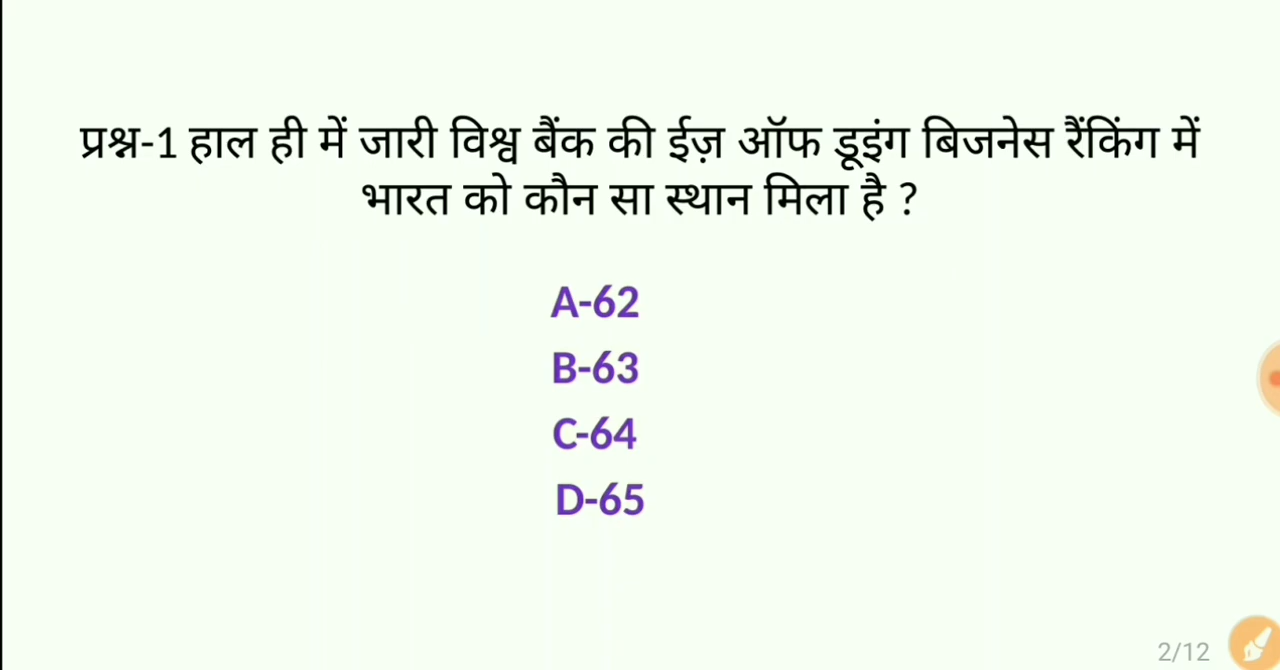 प्रश्न-1 हाल ही में जारी विश्व बैंक की ईज़ ऑफ डूइंग बिजनेस रैंकिंग में
भारत को कौन सा स्थान मिला है ?
A-62
B-63
C-64
D-65
2/12